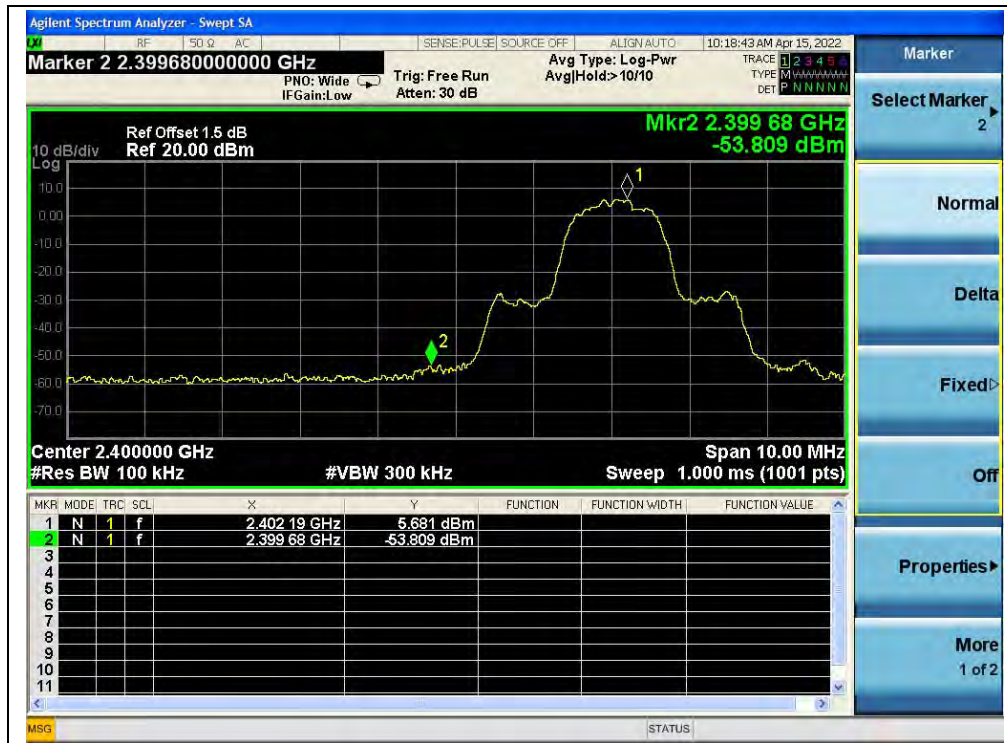 Agilent Spectrum Analyzer - Swept SA
LXI RF 50 Ω AC SENSE:PULSE SOURCE OFF ALIGN AUTO 10:18:43 AM Apr 15, 2022
Marker 2 2.399680000000 GHz
PNO: Wide
IFGain:Low
Trig: Free Run
Atten: 30 dB
Avg Type: Log-Pwr
Avg|Hold:>10/10
TRACE 1 2 3 4 5 6
TYPE M WWWWW
DET P N N N N N
Mkr2 2.399 68 GHz
-53.809 dBm
Ref Offset 1.5 dB
10 dB/div Ref 20.00 dBm
Log
10.0
0.00
-10.0
-20.0
-30.0
-40.0
-50.0
-60.0
-70.0
1
2
Center 2.400000 GHz Span 10.00 MHz
#Res BW 100 kHz #VBW 300 kHz Sweep 1.000 ms (1001 pts)
MKR MODE TRC SCL X Y FUNCTION FUNCTION WIDTH FUNCTION VALUE
1 N 1 f 2.402 19 GHz 5.681 dBm
2 N 1 f 2.399 68 GHz -53.809 dBm
3
4
5
6
7
8
9
10
11
MSG STATUS
Marker
Select Marker
2
Normal
Delta
Fixed
Off
Properties
More
1 of 2